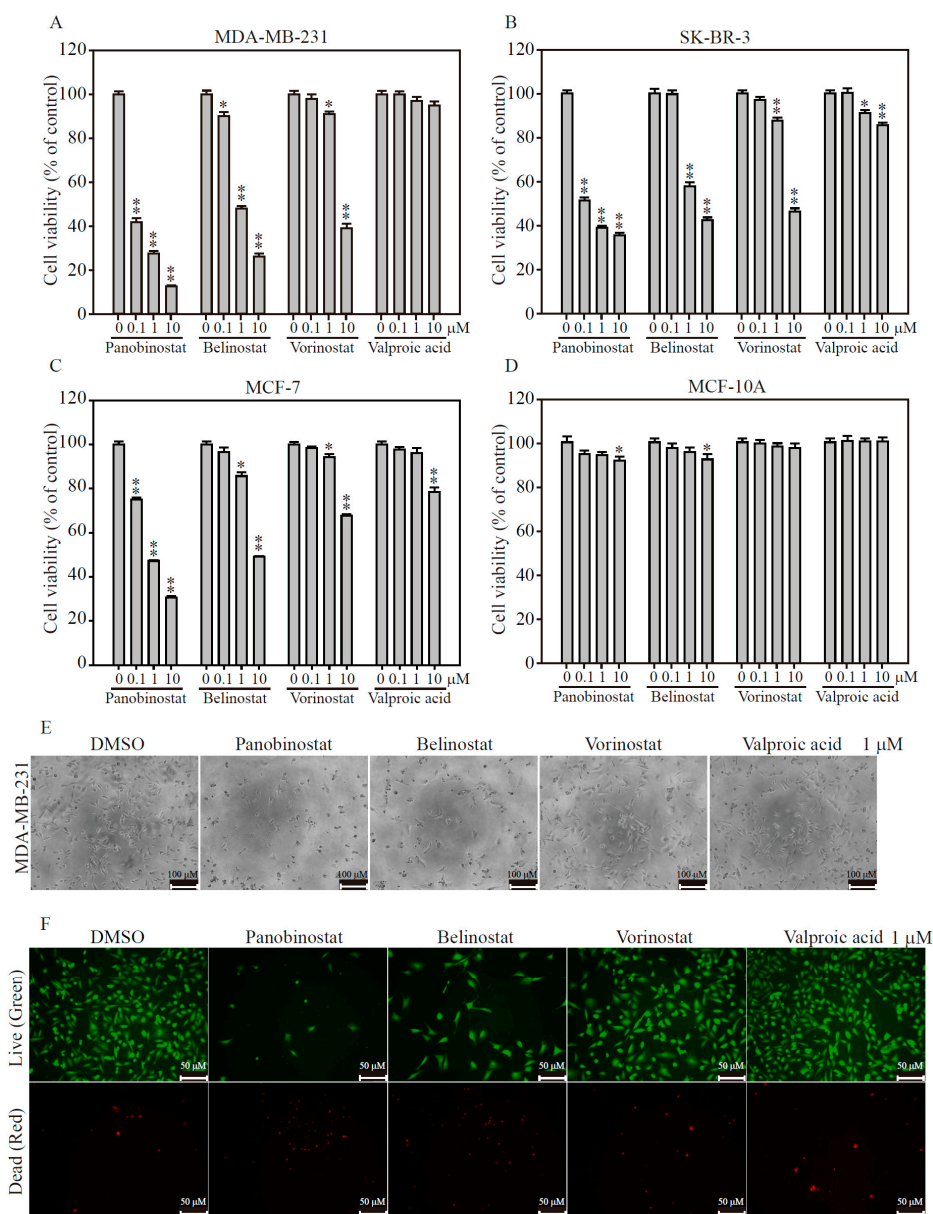 A
MDA-MB-231
Cell viability (% of control)
120
100
80
60
40
20
0
* ** ** ** * ** ** * **
0 0.1 1 10 0 0.1 1 10 0 0.1 1 10 0 0.1 1 10 μM
Panobinostat Belinostat Vorinostat Valproic acid
B
SK-BR-3
Cell viability (% of control)
120
100
80
60
40
20
0
** ** ** ** ** ** ** * **
0 0.1 1 10 0 0.1 1 10 0 0.1 1 10 0 0.1 1 10 μM
Panobinostat Belinostat Vorinostat Valproic acid
C
MCF-7
Cell viability (% of control)
120
100
80
60
40
20
0
** ** ** * ** * ** **
0 0.1 1 10 0 0.1 1 10 0 0.1 1 10 0 0.1 1 10 μM
Panobinostat Belinostat Vorinostat Valproic acid
D
MCF-10A
Cell viability (% of control)
120
100
80
60
40
20
0
* *
0 0.1 1 10 0 0.1 1 10 0 0.1 1 10 0 0.1 1 10 μM
Panobinostat Belinostat Vorinostat Valproic acid
E
DMSO Panobinostat Belinostat Vorinostat Valproic acid 1 μM
MDA-MB-231
100 μM 100 μM 100 μM 100 μM 100 μM
F
DMSO Panobinostat Belinostat Vorinostat Valproic acid 1 μM
Live (Green)
50 μM 50 μM 50 μM 50 μM 50 μM
Dead (Red)
50 μM 50 μM 50 μM 50 μM 50 μM